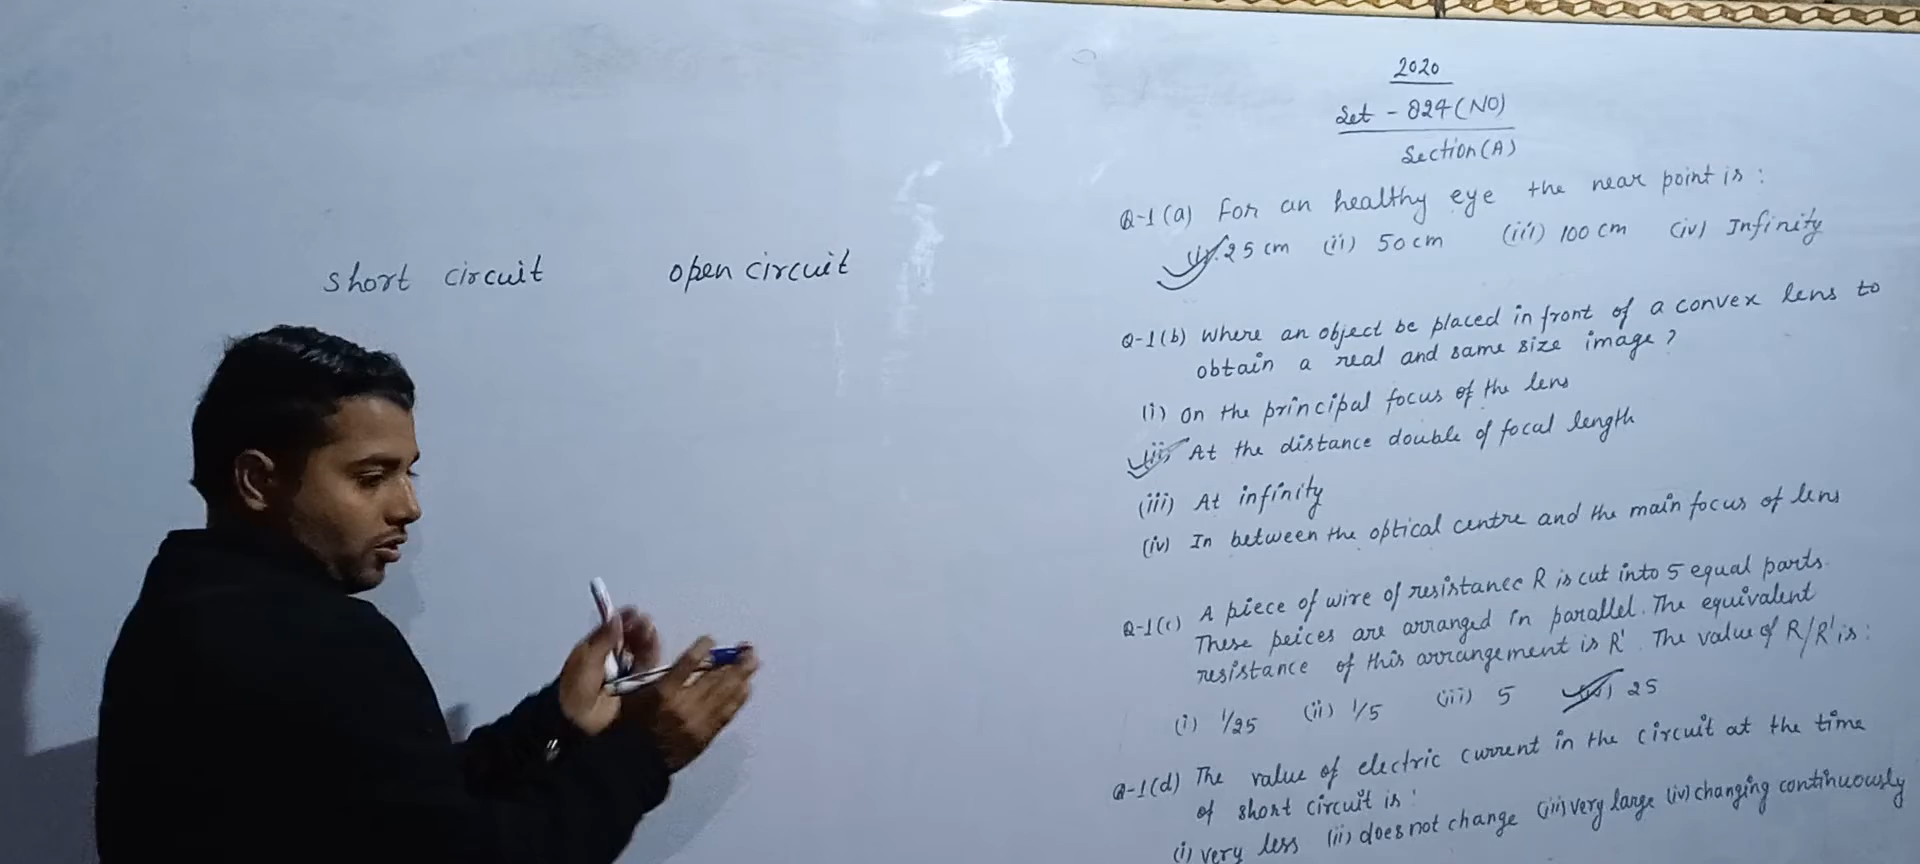 short circuit
open circuit
2020
Set - 824 (NO)
Section (A)
Q-1 (a) For an healthy eye the near point is :
(i) 25 cm (ii) 50 cm (iii) 100 cm (iv) Infinity
Q-1(b) Where an object be placed in front of a convex lens to
obtain a real and same size image ?
(i) On the principal focus of the lens
(ii) At the distance double of focal length
(iii) At infinity
(iv) In between the optical centre and the main focus of lens
Q-1(c) A piece of wire of resistance R is cut into 5 equal parts.
These peices are arranged in parallel. The equivalent
resistance of this arrangement is R'. The value of R/R' is :
(i) 1/25 (ii) 1/5 (iii) 5 (iv) 25
Q-1(d) The value of electric current in the circuit at the time
of short circuit is :
(i) very less (ii) does not change (iii) very large (iv) changing continuously